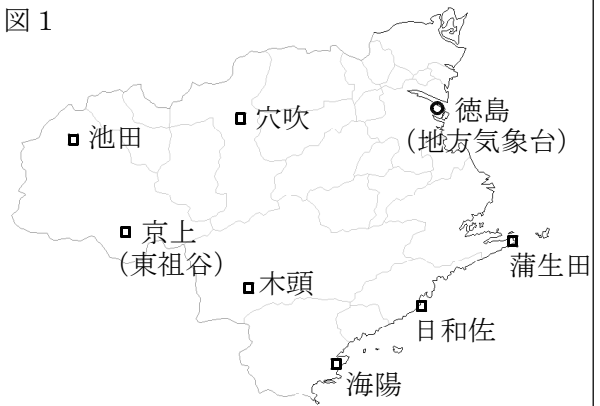 図1
徳島
（地方気象台）
穴吹
池田
京上
（東祖谷）
蒲生田
木頭
日和佐
海陽